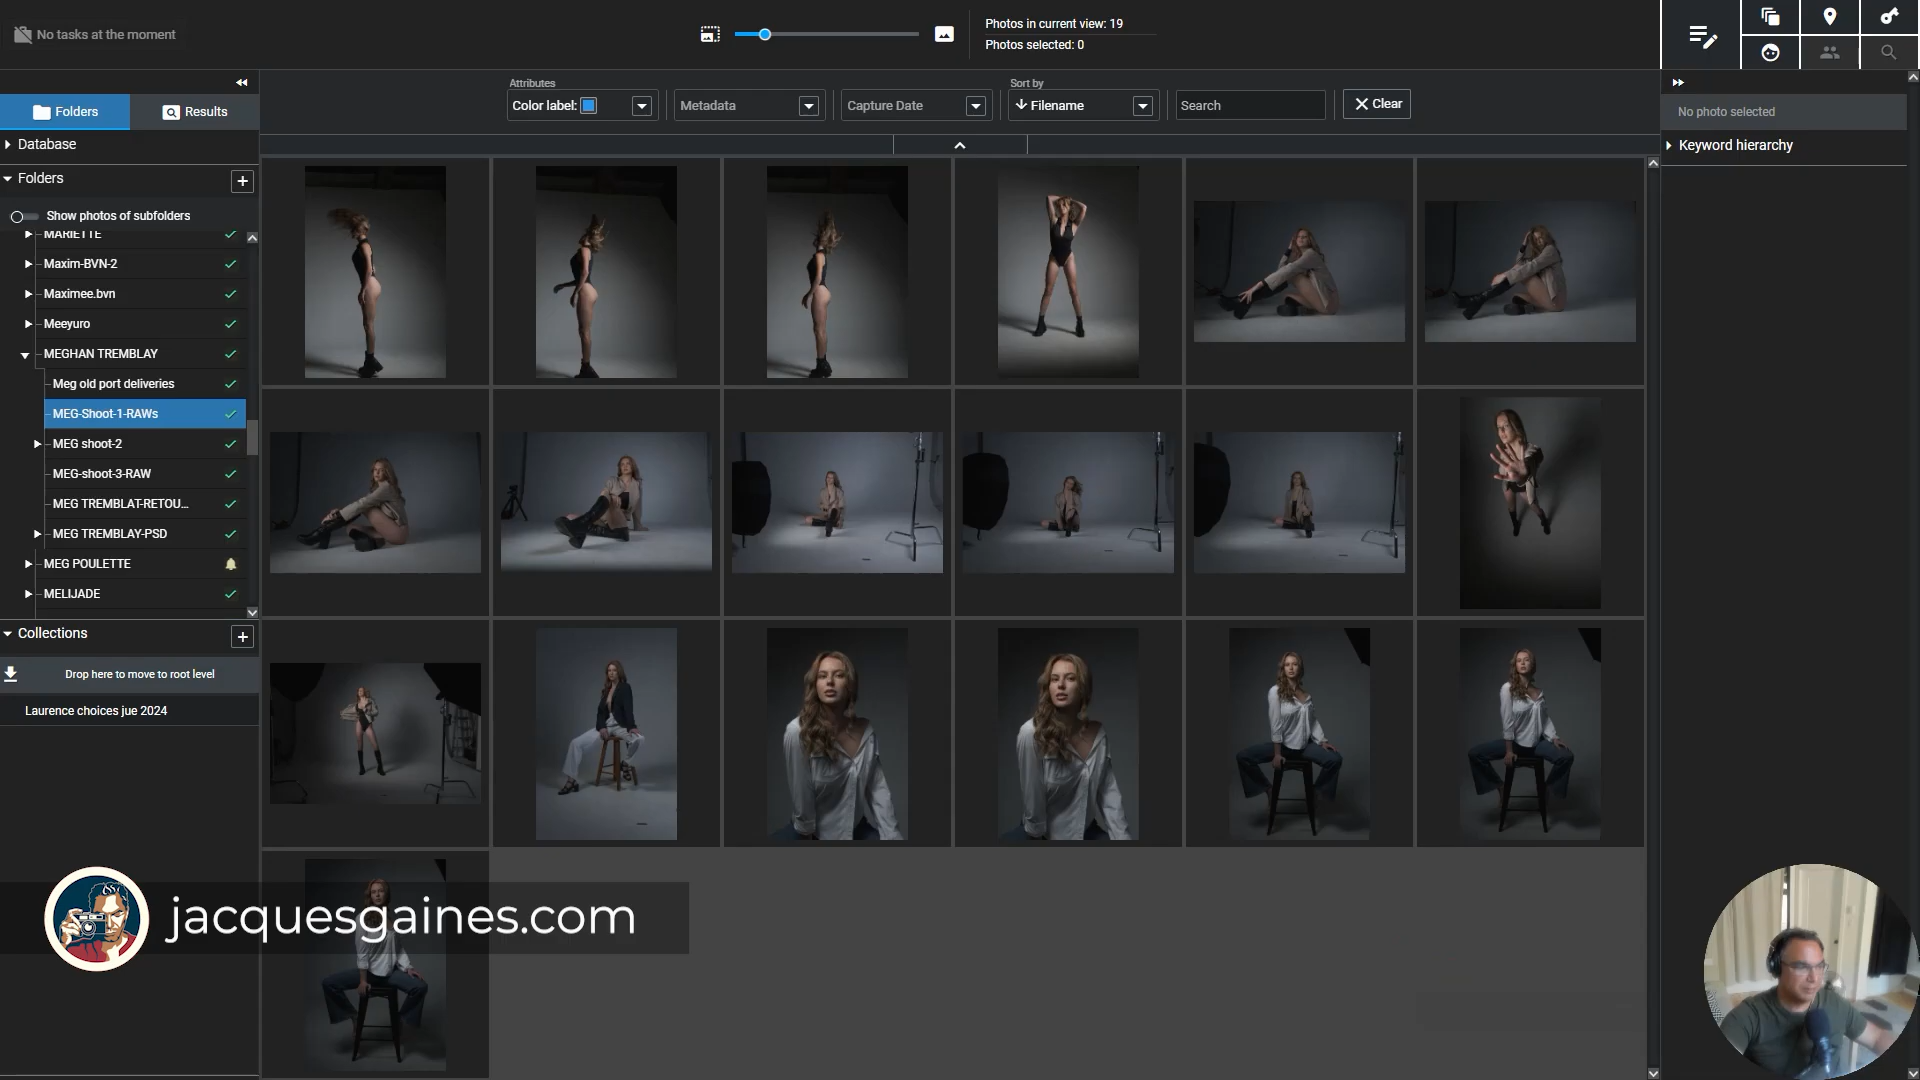 No tasks at the moment
Photos in current view: 19
Photos selected: 0
Folders
Results
Database
Folders
Show photos of subfolders
MARIETTE
Maxim-BVN-2
Maximee.bvn
Meeyuro
MEGHAN TREMBLAY
Meg old port deliveries
MEG-Shoot-1-RAWs
MEG shoot-2
MEG-shoot-3-RAW
MEG TREMBLAT-RETOU...
MEG TREMBLAY-PSD
MEG POULETTE
MELIJADE
Collections
Drop here to move to root level
Laurence choices jue 2024
Attributes
Color label:
Metadata
Capture Date
Sort by
Filename
Search
Clear
No photo selected
Keyword hierarchy
jacquesgaines.com